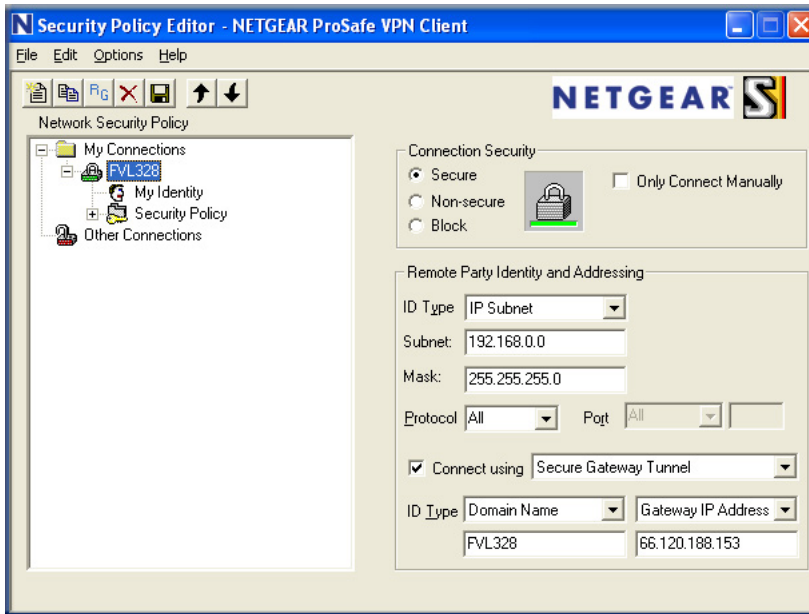 Security Policy Editor - NETGEAR ProSafe VPN Client
File Edit Options Help
RG
NETGEAR
Network Security Policy
My Connections
FVL328
My Identity
Security Policy
Other Connections
Connection Security
Secure
Only Connect Manually
Non-secure
Block
Remote Party Identity and Addressing
ID Type IP Subnet
Subnet: 192.168.0.0
Mask: 255.255.255.0
Protocol All Port All
Connect using Secure Gateway Tunnel
ID Type Domain Name Gateway IP Address
FVL328 66.120.188.153